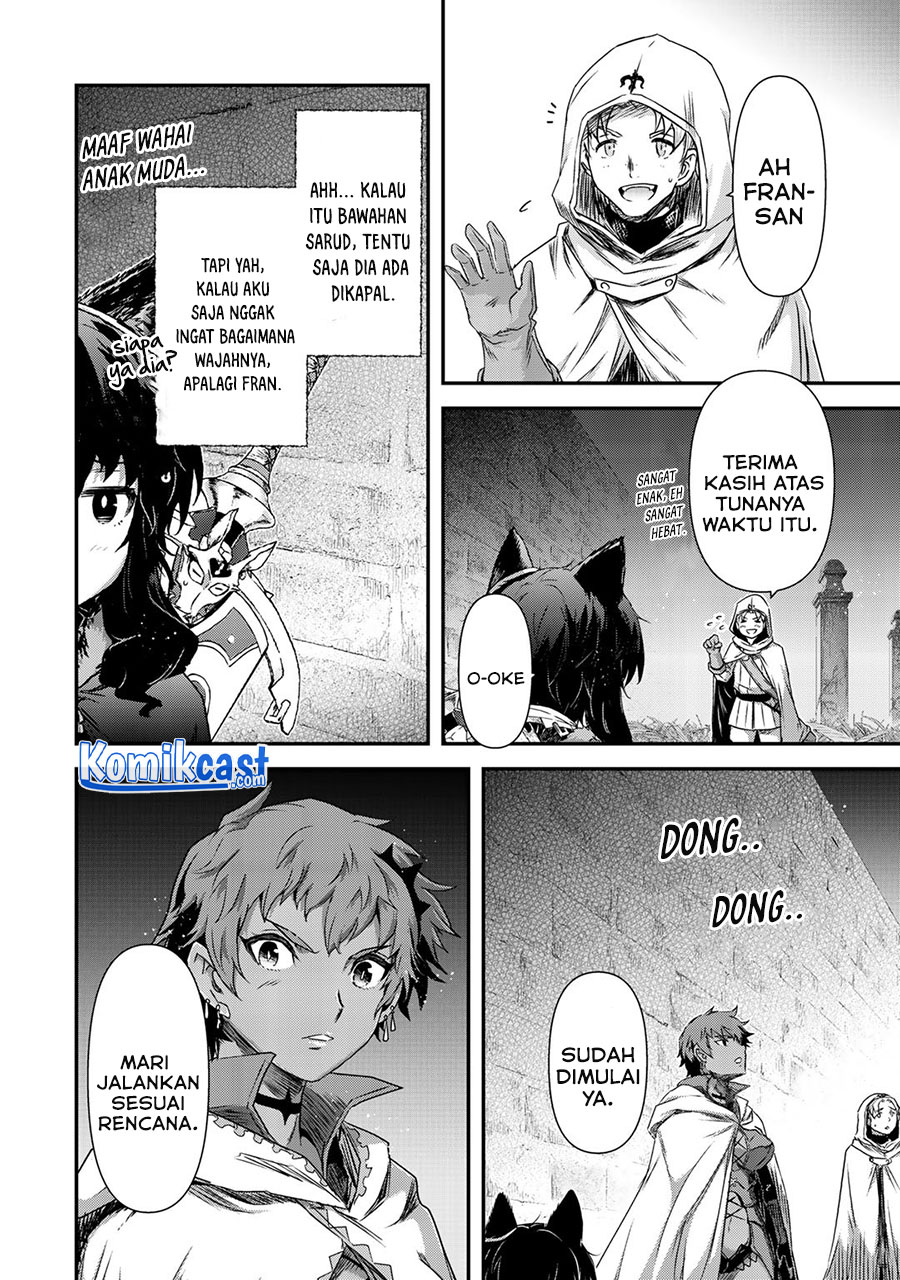 AH
FRAN-
SAN
AHH... KALAU
ITU BAWAHAN
SARUD, TENTU
SAJA DIA ADA
DIKAPAL.
TAPI YAH,
KALAU AKU
SAJA NGGAK
INGAT BAGAIMANA
WAJAHNYA,
APALAGI FRAN.
MAAF WAHAI
ANAK MUDA...
siapa
ya dia?
TERIMA
KASIH ATAS
TUNANYA
WAKTU ITU.
SANGAT
ENAK, EH
SANGAT
HEBAT.
O-OKE
DONG..
DONG..
SUDAH
DIMULAI
YA.
MARI
JALANKAN
SESUAI
RENCANA.
Komikcast
.com